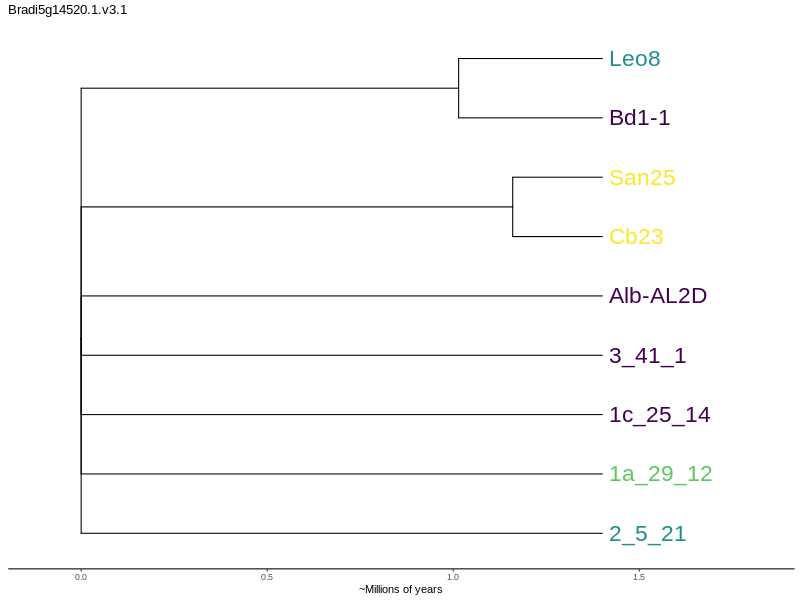 Bradi5g14520.1.v3.1
Leo8
Bd1-1
San25
Cb23
Alb-AL2D
3_41_1
1c_25_14
1a_29_12
2_5_21
0.0 0.5 1.0 1.5
~Millions of years